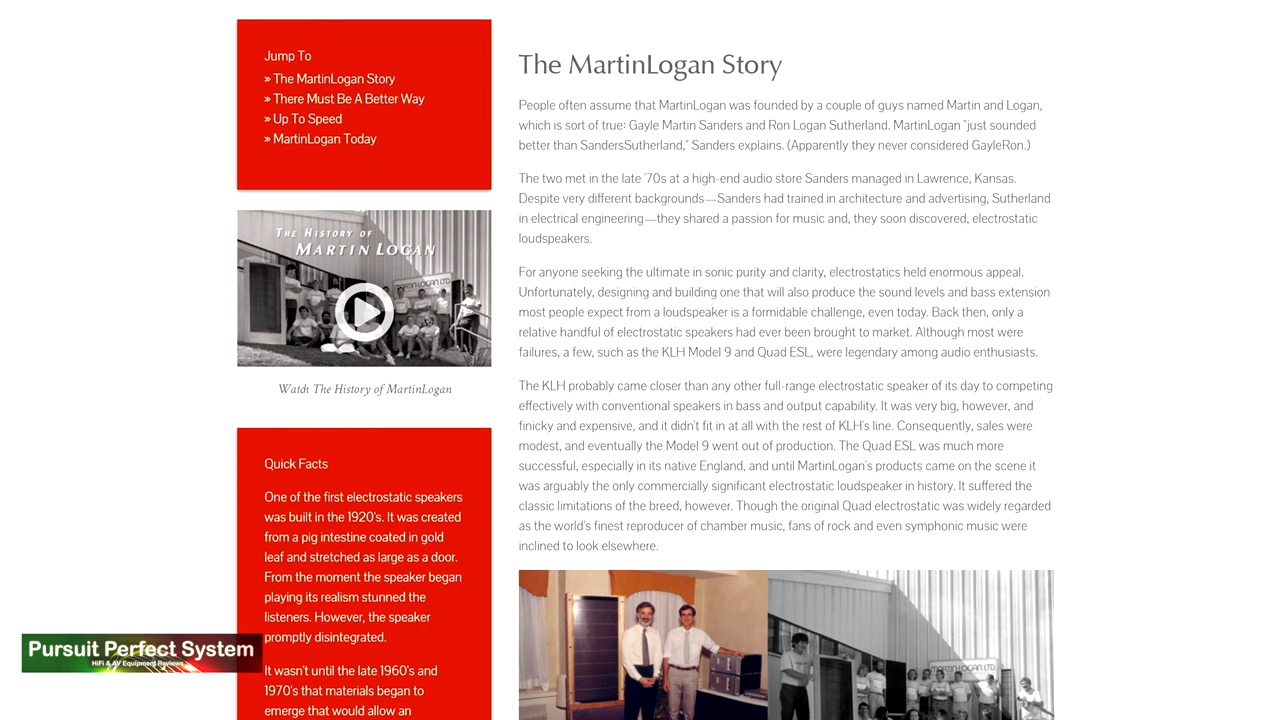 Jump To
» The MartinLogan Story
» There Must Be A Better Way
» Up To Speed
» MartinLogan Today
THE HISTORY OF
MARTIN LOGAN
MARTIN-LOGAN, LTD.
Watch The History of MartinLogan
Quick Facts
One of the first electrostatic speakers
was built in the 1920's. It was created
from a pig intestine coated in gold
leaf and stretched as large as a door.
From the moment the speaker began
playing its realism stunned the
listeners. However, the speaker
promptly disintegrated.
It wasn't until the late 1960's and
1970's that materials began to
emerge that would allow an
The MartinLogan Story
People often assume that MartinLogan was founded by a couple of guys named Martin and Logan,
which is sort of true: Gayle Martin Sanders and Ron Logan Sutherland. MartinLogan "just sounded
better than SandersSutherland," Sanders explains. (Apparently they never considered GayleRon.)
The two met in the late '70s at a high-end audio store Sanders managed in Lawrence, Kansas.
Despite very different backgrounds—Sanders had trained in architecture and advertising, Sutherland
in electrical engineering—they shared a passion for music and, they soon discovered, electrostatic
loudspeakers.
For anyone seeking the ultimate in sonic purity and clarity, electrostatics held enormous appeal.
Unfortunately, designing and building one that will also produce the sound levels and bass extension
most people expect from a loudspeaker is a formidable challenge, even today. Back then, only a
relative handful of electrostatic speakers had ever been brought to market. Although most were
failures, a few, such as the KLH Model 9 and Quad ESL, were legendary among audio enthusiasts.
The KLH probably came closer than any other full-range electrostatic speaker of its day to competing
effectively with conventional speakers in bass and output capability. It was very big, however, and
finicky and expensive, and it didn't fit in at all with the rest of KLH's line. Consequently, sales were
modest, and eventually the Model 9 went out of production. The Quad ESL was much more
successful, especially in its native England, and until MartinLogan's products came on the scene it
was arguably the only commercially significant electrostatic loudspeaker in history. It suffered the
classic limitations of the breed, however. Though the original Quad electrostatic was widely regarded
as the world's finest reproducer of chamber music, fans of rock and even symphonic music were
inclined to look elsewhere.
MARTIN-LOGAN, LTD.
Pursuit Perfect System
HiFi & AV Equipment Reviews